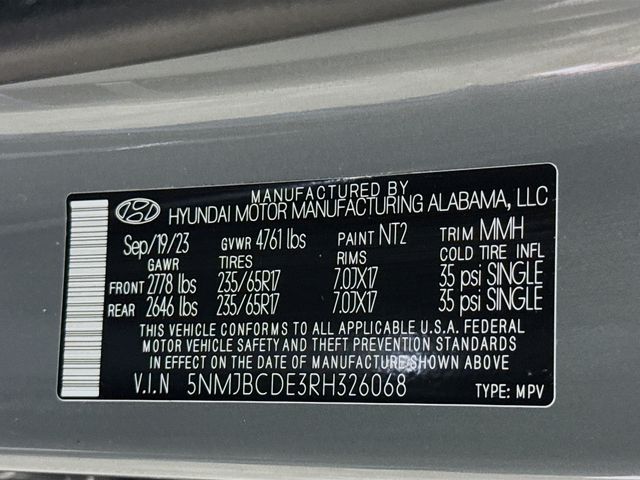 MANUFACTURED BY
HYUNDAI MOTOR MANUFACTURING ALABAMA, LLC
Sep/19/23 GVWR 4761 lbs PAINT NT2 TRIM MMH
GAWR TIRES RIMS COLD TIRE INFL
FRONT 2778 lbs 235/65R17 7.0JX17 35 psi SINGLE
REAR 2646 lbs 235/65R17 7.0JX17 35 psi SINGLE
THIS VEHICLE CONFORMS TO ALL APPLICABLE U.S.A. FEDERAL
MOTOR VEHICLE SAFETY AND THEFT PREVENTION STANDARDS
IN EFFECT ON THE DATE OF MANUFACTURE SHOWN ABOVE.
V.I.N 5NMJBCDE3RH326068 TYPE: MPV